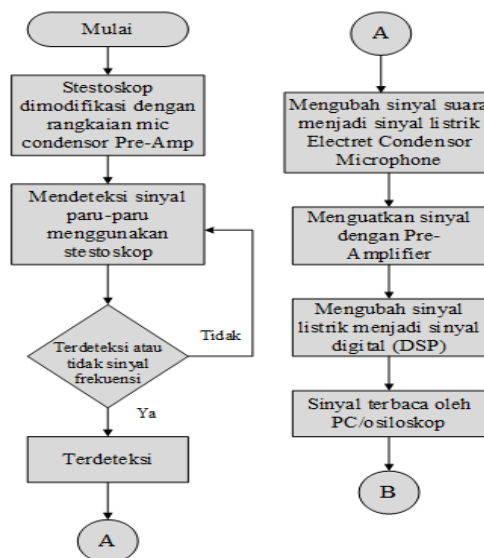 Mulai
Stestoskop
dimodifikasi dengan
rangkaian mic
condensor Pre-Amp
Mendeteksi sinyal
paru-paru
menggunakan
stestoskop
Tidak
Terdeteksi atau
tidak sinyal
frekuensi
Ya
Terdeteksi
A
A
Mengubah sinyal suara
menjadi sinyal listrik
Electret Condensor
Microphone
Menguatkan sinyal
dengan Pre-
Amplifier
Mengubah sinyal
listrik menjadi sinyal
digital (DSP)
Sinyal terbaca oleh
PC/osiloskop
B